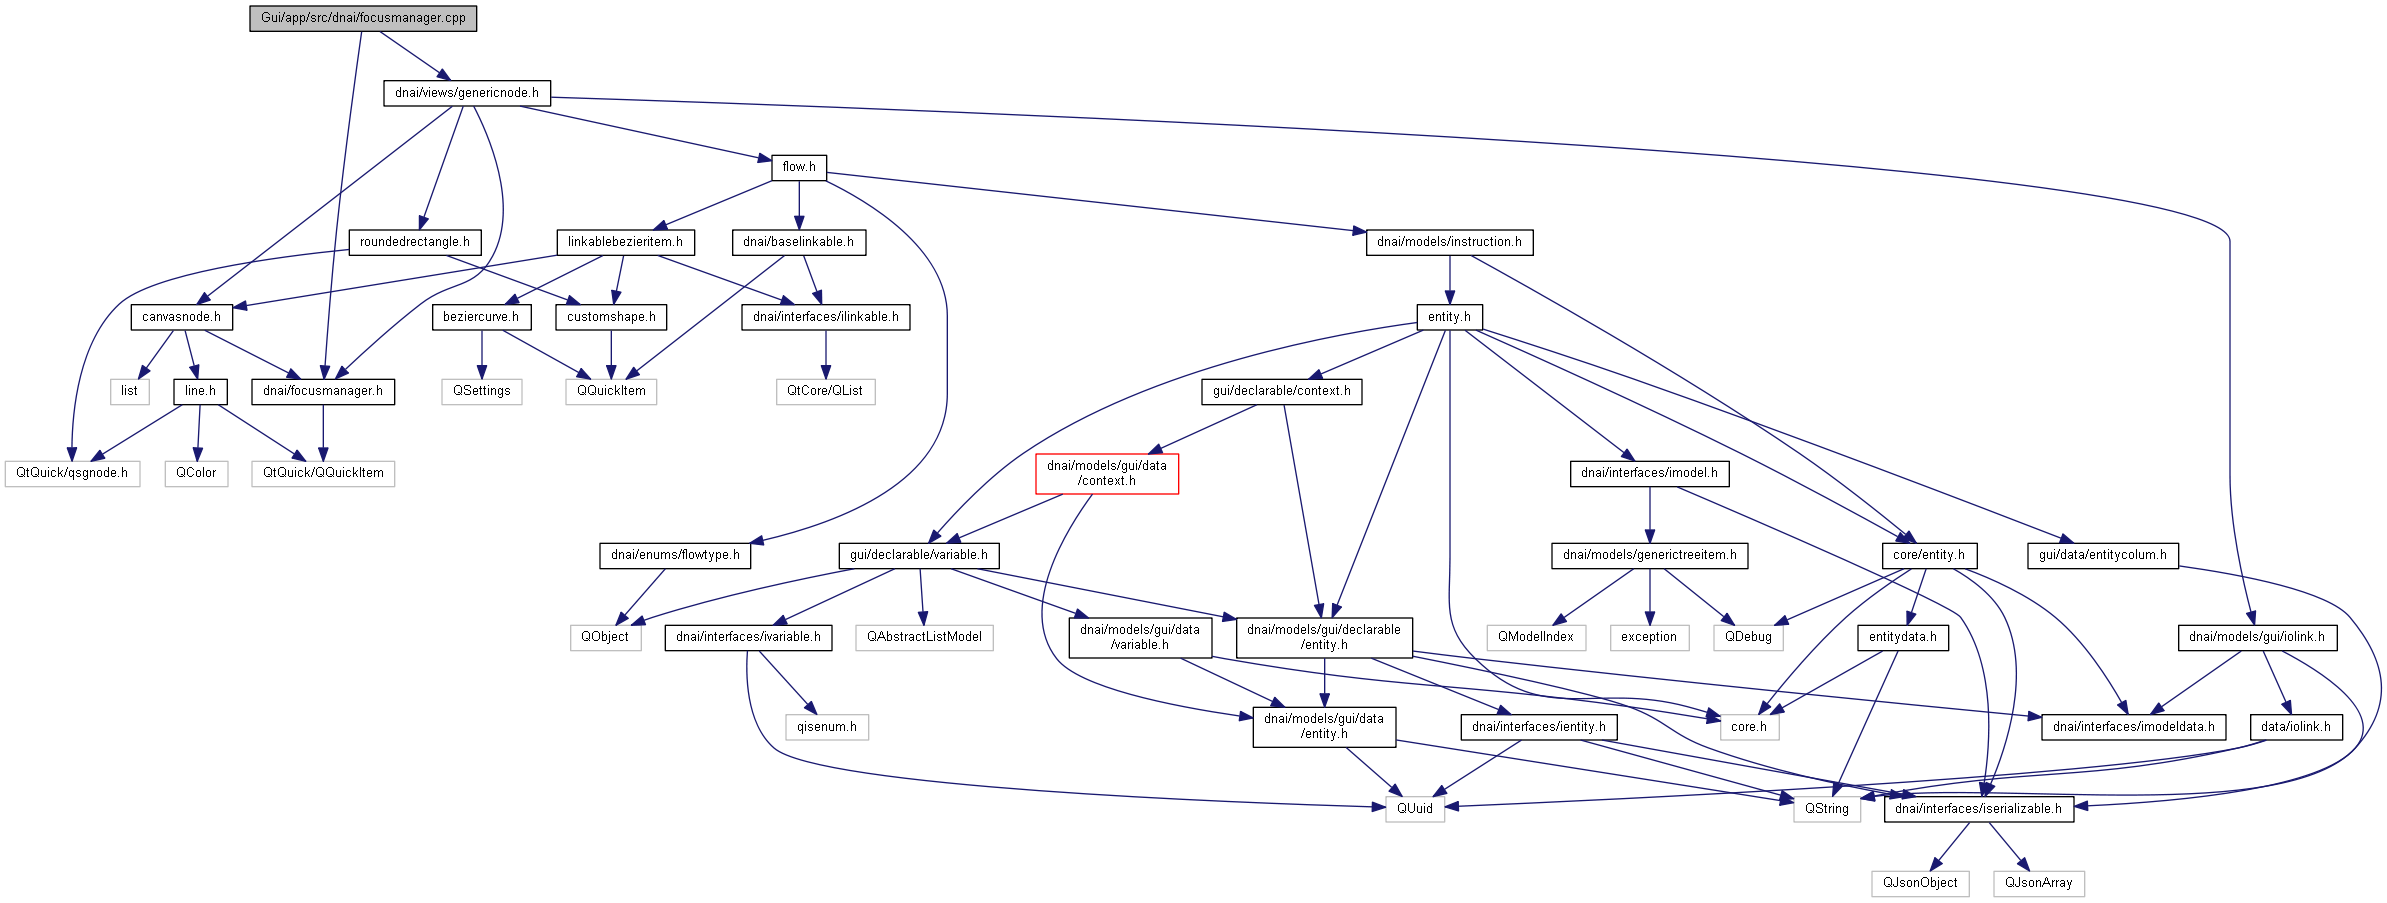 Gui/app/src/dnai/focusmanager.cpp
dnai/views/genericnode.h
flow.h
roundedrectangle.h
linkablebezieritem.h
dnai/baselinkable.h
dnai/models/instruction.h
canvasnode.h
beziercurve.h
customshape.h
dnai/interfaces/ilinkable.h
entity.h
list
line.h
dnai/focusmanager.h
QSettings
QQuickItem
QtCore/QList
gui/declarable/context.h
QtQuick/qsgnode.h
QColor
QtQuick/QQuickItem
dnai/models/gui/data
/context.h
dnai/interfaces/imodel.h
dnai/enums/flowtype.h
gui/declarable/variable.h
dnai/models/generictreeitem.h
core/entity.h
gui/data/entitycolum.h
QObject
dnai/interfaces/ivariable.h
QAbstractListModel
dnai/models/gui/data
/variable.h
dnai/models/gui/declarable
/entity.h
QModelIndex
exception
QDebug
entitydata.h
dnai/models/gui/iolink.h
qisenum.h
dnai/models/gui/data
/entity.h
dnai/interfaces/ientity.h
core.h
dnai/interfaces/imodeldata.h
data/iolink.h
QUuid
QString
dnai/interfaces/iserializable.h
QJsonObject
QJsonArray